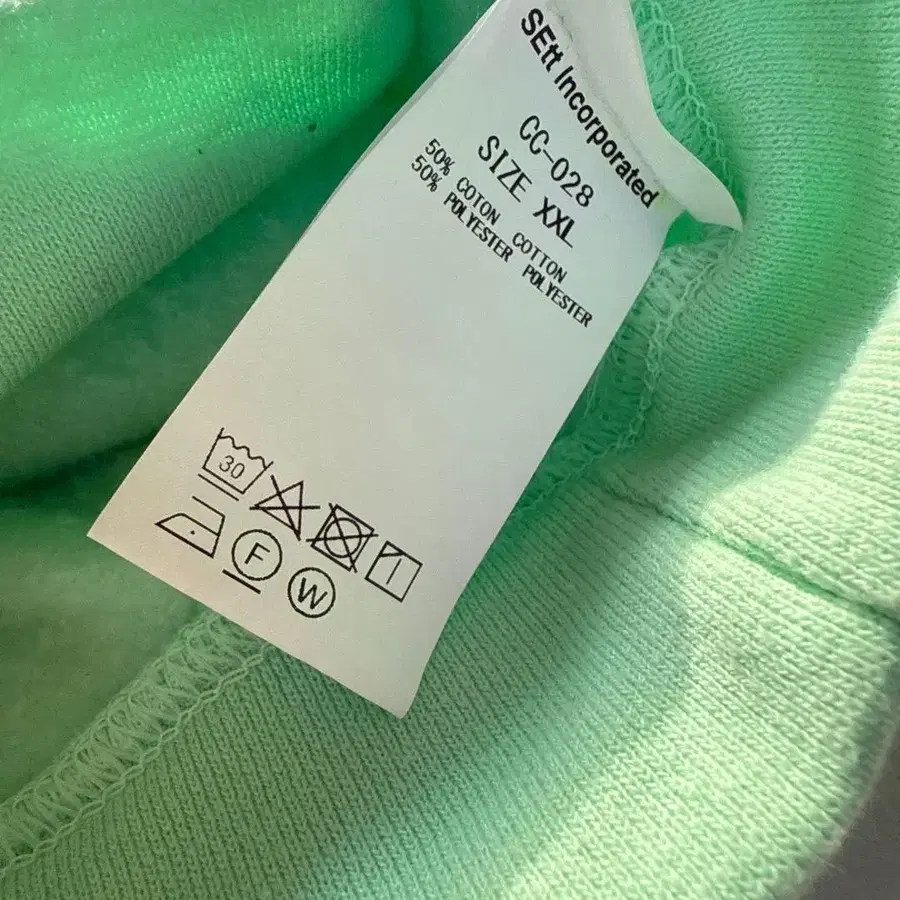 SEtt Incorporated
CC-028
SIZE XXL
50% COTON COTTON
50% POLYESTER POLYESTER
30
F
W